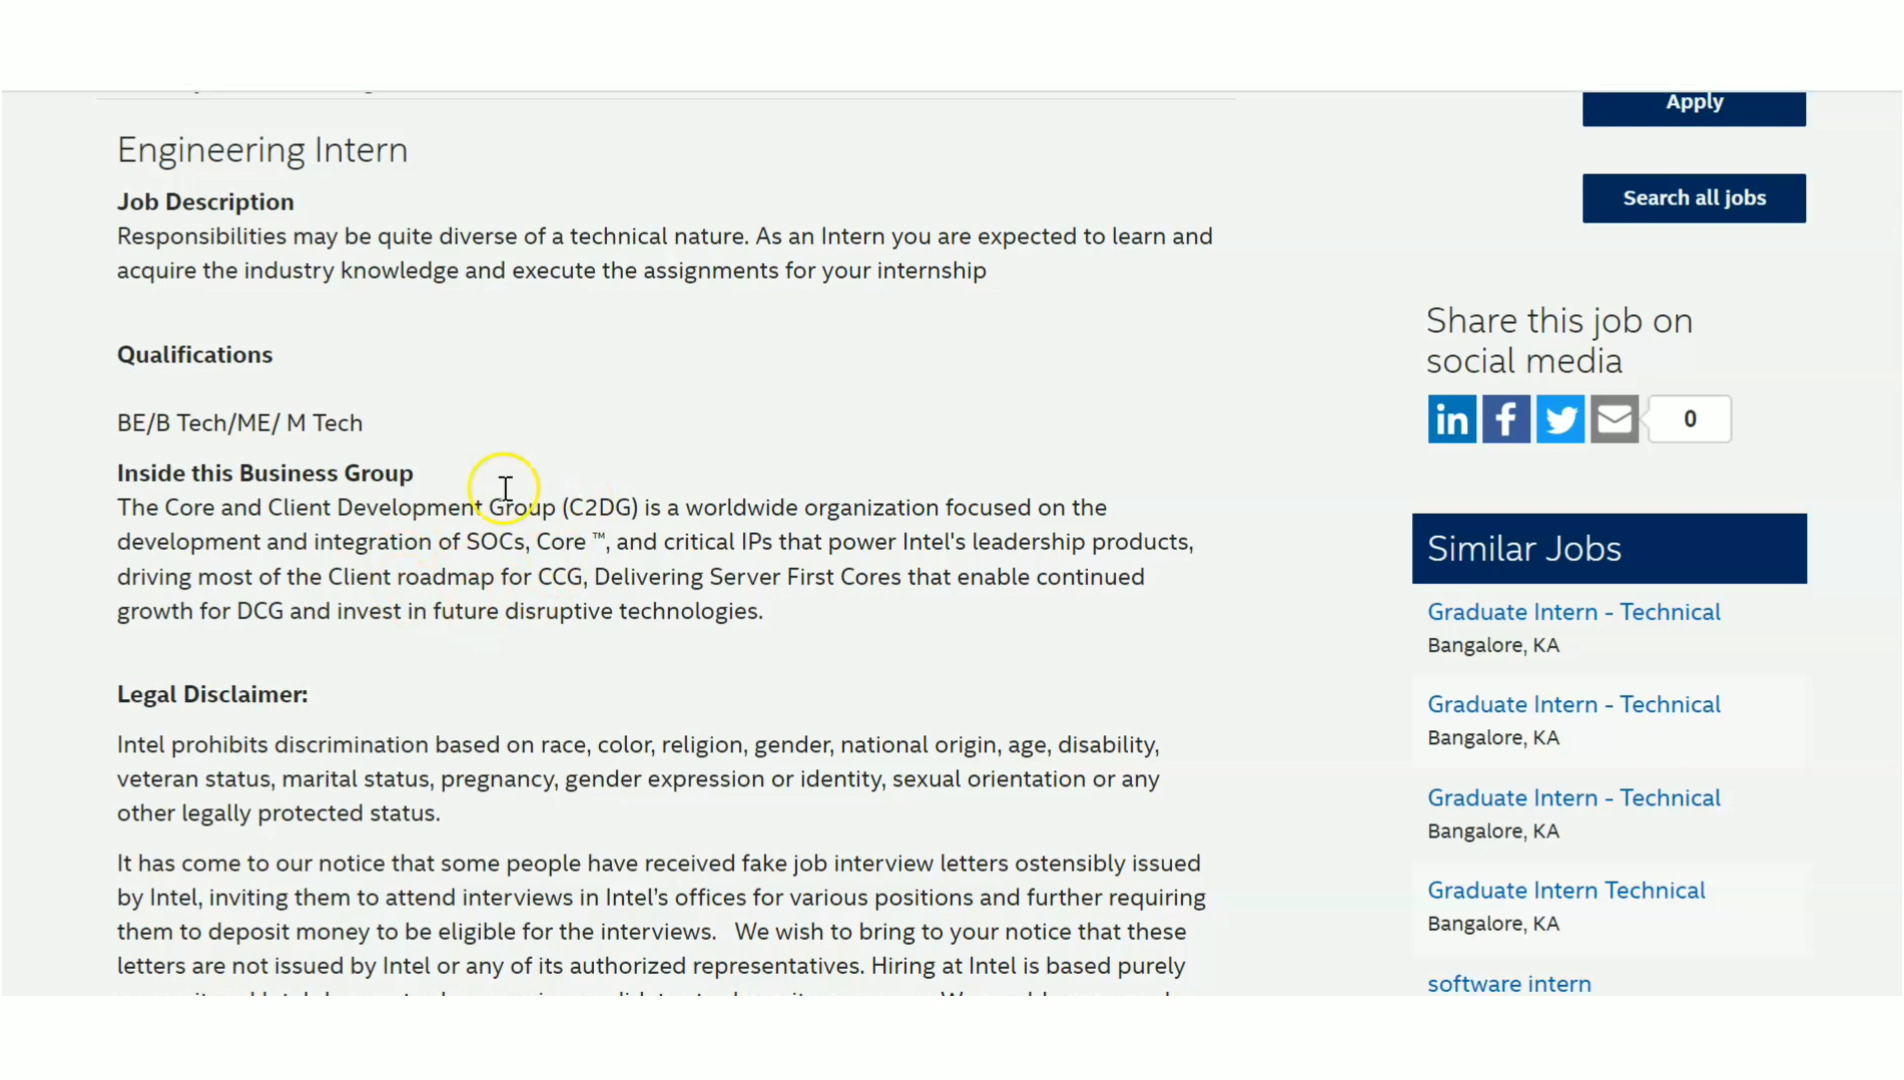 Engineering Intern
Job Description
Responsibilities may be quite diverse of a technical nature. As an Intern you are expected to learn and
acquire the industry knowledge and execute the assignments for your internship
Qualifications
BE/B Tech/ME/ M Tech
Inside this Business Group
The Core and Client Development Group (C2DG) is a worldwide organization focused on the
development and integration of SOCs, Core ™, and critical IPs that power Intel's leadership products,
driving most of the Client roadmap for CCG, Delivering Server First Cores that enable continued
growth for DCG and invest in future disruptive technologies.
Legal Disclaimer:
Intel prohibits discrimination based on race, color, religion, gender, national origin, age, disability,
veteran status, marital status, pregnancy, gender expression or identity, sexual orientation or any
other legally protected status.
It has come to our notice that some people have received fake job interview letters ostensibly issued
by Intel, inviting them to attend interviews in Intel’s offices for various positions and further requiring
them to deposit money to be eligible for the interviews.   We wish to bring to your notice that these
letters are not issued by Intel or any of its authorized representatives. Hiring at Intel is based purely
Apply
Search all jobs
Share this job on
social media
in f 0
Similar Jobs
Graduate Intern - Technical
Bangalore, KA
Graduate Intern - Technical
Bangalore, KA
Graduate Intern - Technical
Bangalore, KA
Graduate Intern Technical
Bangalore, KA
software intern